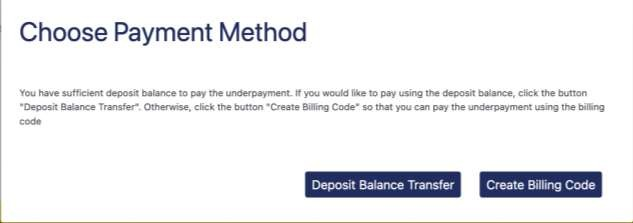 Choose Payment Method
You have sufficient deposit balance to pay the underpayment. If you would like to pay using the deposit balance, click the button
"Deposit Balance Transfer". Otherwise, click the button "Create Billing Code" so that you can pay the underpayment using the billing
code
Deposit Balance Transfer Create Billing Code